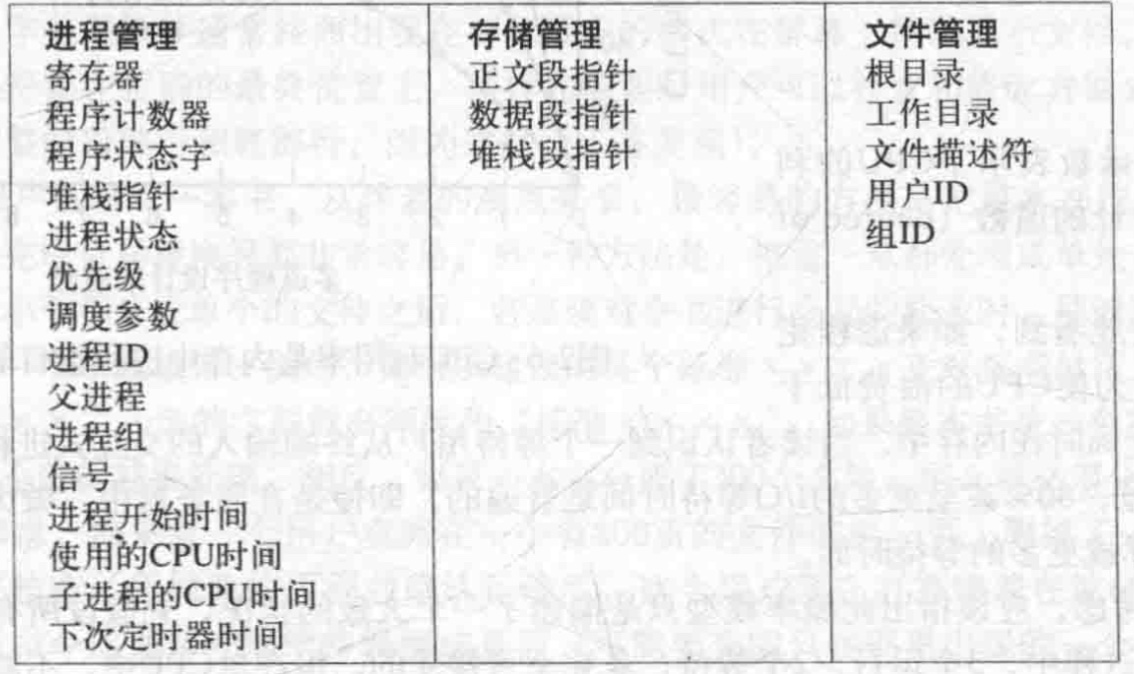 进程管理
寄存器
程序计数器
程序状态字
堆栈指针
进程状态
优先级
调度参数
进程ID
父进程
进程组
信号
进程开始时间
使用的CPU时间
子进程的CPU时间
下次定时器时间
存储管理
正文段指针
数据段指针
堆栈段指针
文件管理
根目录
工作目录
文件描述符
用户ID
组ID